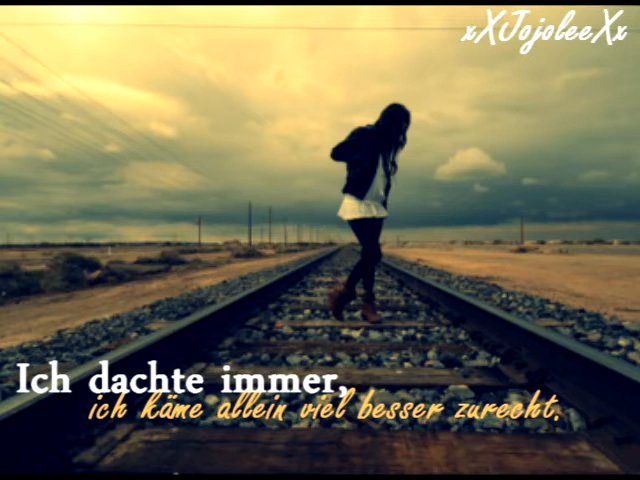 xXJojoleeXx
Ich dachte immer,
ich käme allein viel besser zurecht.